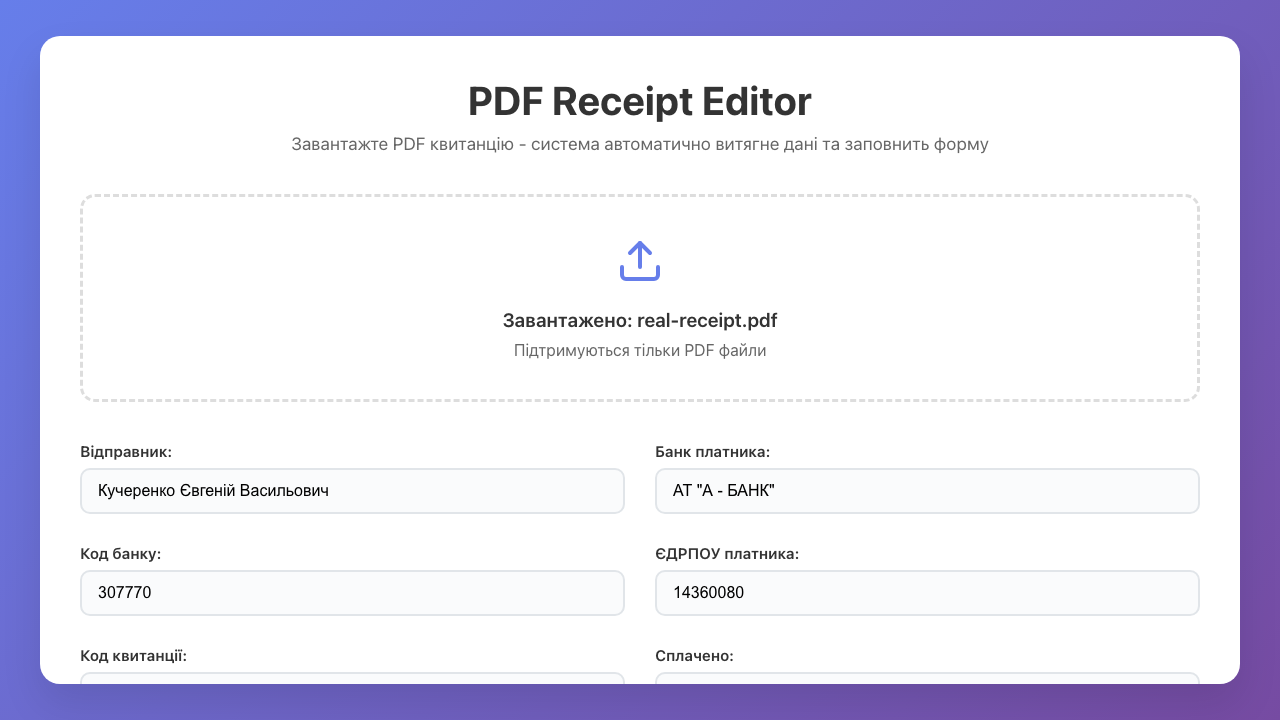 PDF Receipt Editor
Завантажте PDF квитанцію - система автоматично витягне дані та заповнить форму
Завантажено: real-receipt.pdf
Підтримуються тільки PDF файли
Відправник:
Кучеренко Євгеній Васильович
Банк платника:
АТ "А - БАНК"
Код банку:
307770
ЄДРПОУ платника:
14360080
Код квитанції:
Сплачено: